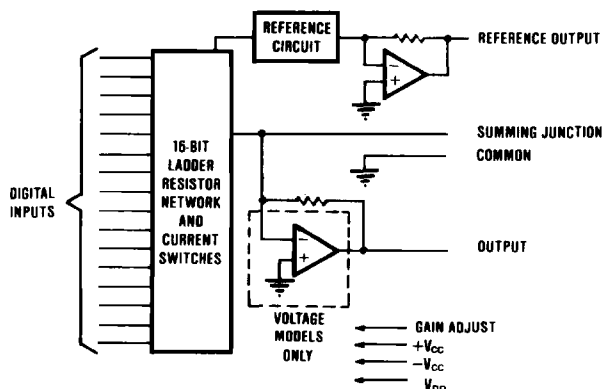 REFERENCE
CIRCUIT
REFERENCE OUTPUT
SUMMING JUNCTION
COMMON
DIGITAL
INPUTS
16-BIT
LADDER
RESISTOR
NETWORK
AND
CURRENT
SWITCHES
OUTPUT
VOLTAGE
MODELS
ONLY
GAIN ADJUST
+Vcc
−Vcc
VDD